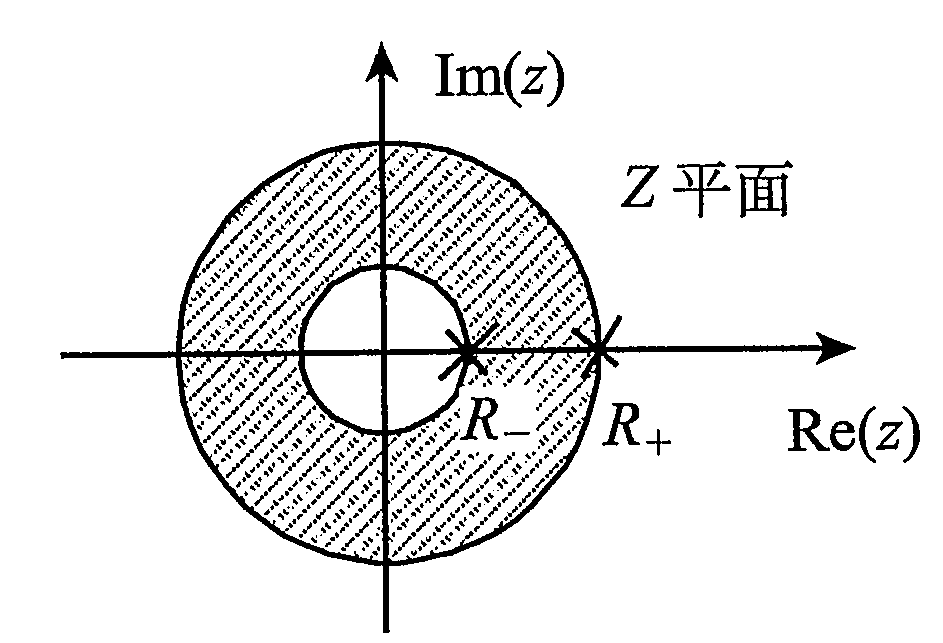 Im(z)
Z 平面
R₋ R₊
Re(z)